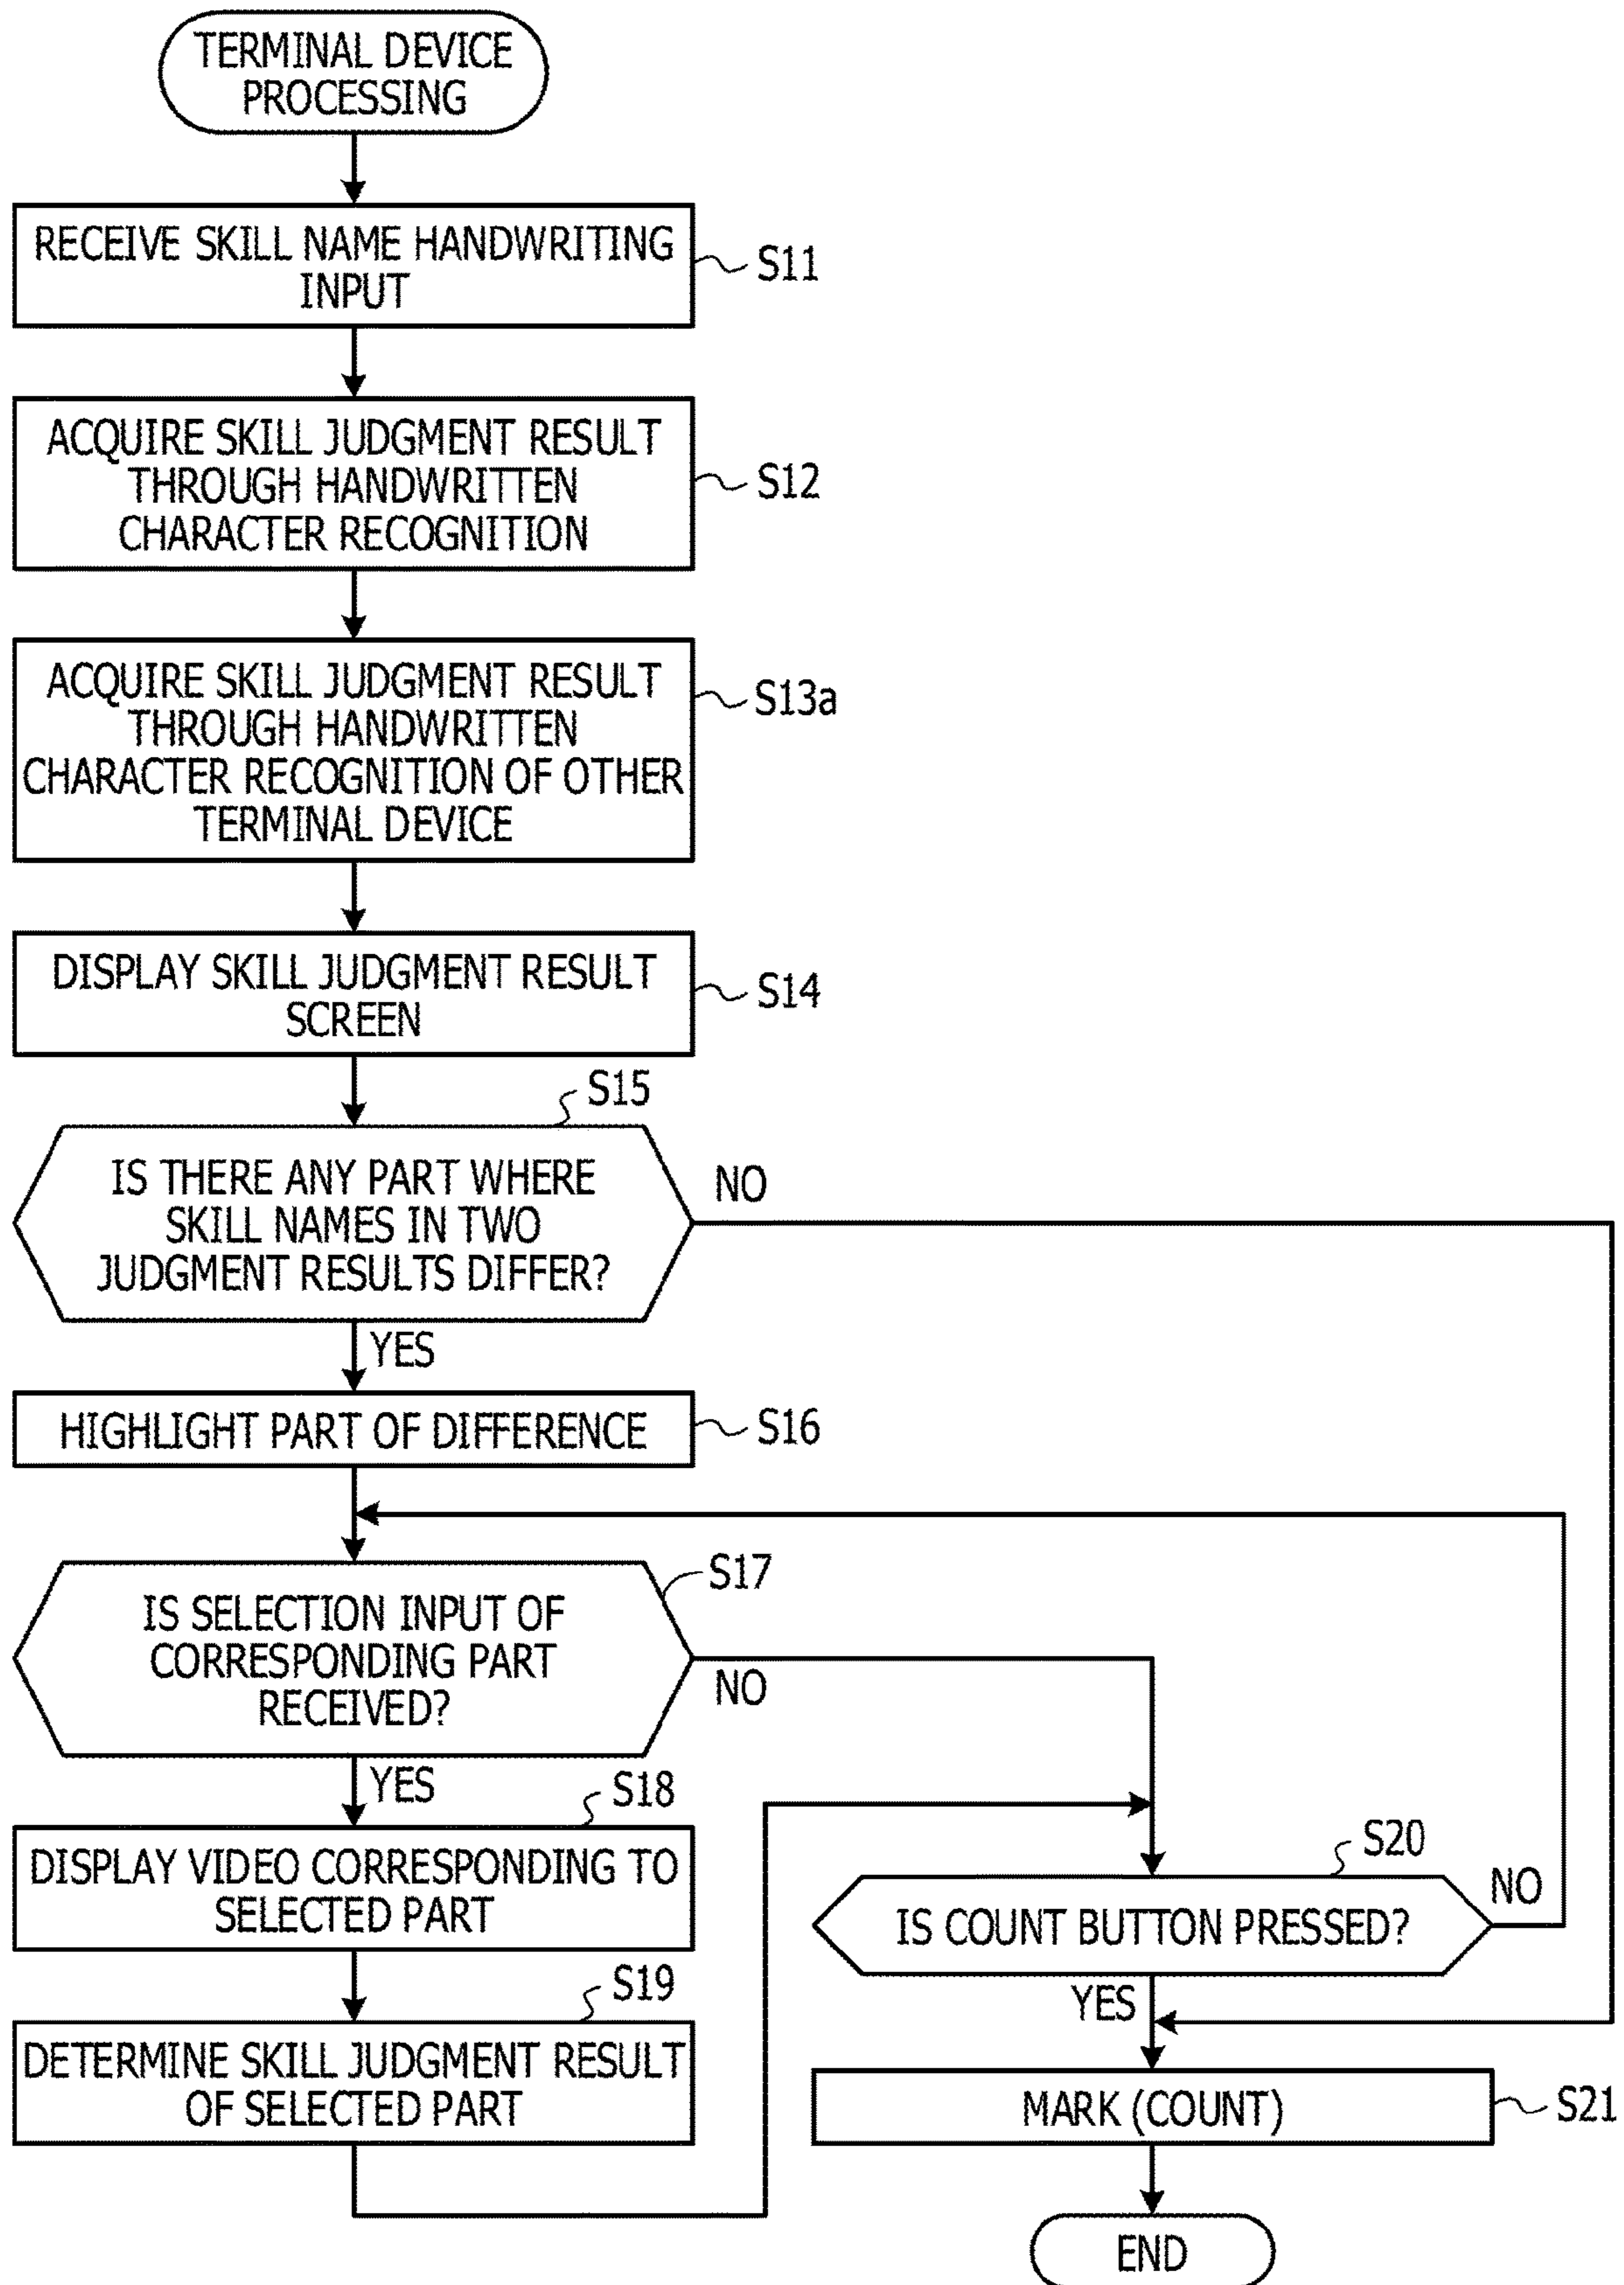 TERMINAL DEVICE
PROCESSING
RECEIVE SKILL NAME HANDWRITING
INPUT
S11
ACQUIRE SKILL JUDGMENT RESULT
THROUGH HANDWRITTEN
CHARACTER RECOGNITION
S12
ACQUIRE SKILL JUDGMENT RESULT
THROUGH HANDWRITTEN
CHARACTER RECOGNITION OF OTHER
TERMINAL DEVICE
S13a
DISPLAY SKILL JUDGMENT RESULT
SCREEN
S14
S15
IS THERE ANY PART WHERE
SKILL NAMES IN TWO
JUDGMENT RESULTS DIFFER?
NO
YES
HIGHLIGHT PART OF DIFFERENCE
S16
S17
IS SELECTION INPUT OF
CORRESPONDING PART
RECEIVED?
NO
YES
S18
DISPLAY VIDEO CORRESPONDING TO
SELECTED PART
S19
DETERMINE SKILL JUDGMENT RESULT
OF SELECTED PART
S20
IS COUNT BUTTON PRESSED?
NO
YES
MARK (COUNT)
S21
END